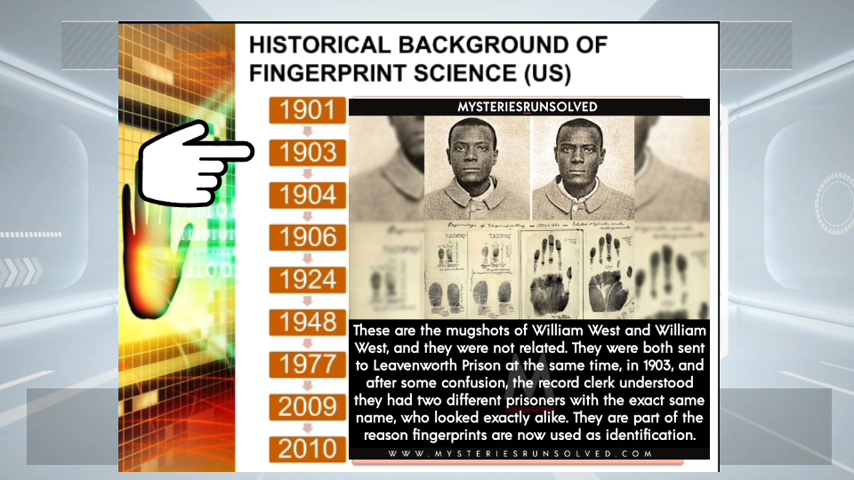 HISTORICAL BACKGROUND OF
FINGERPRINT SCIENCE (US)
1901
1903
1904
1906
1924
1948
1977
2009
2010
MYSTERIESRUNSOLVED
These are the mugshots of William West and William
West, and they were not related. They were both sent
to Leavenworth Prison at the same time, in 1903, and
after some confusion, the record clerk understood
they had two different prisoners with the exact same
name, who looked exactly alike. They are part of the
reason fingerprints are now used as identification.
WWW.MYSTERIESRUNSOLVED.COM